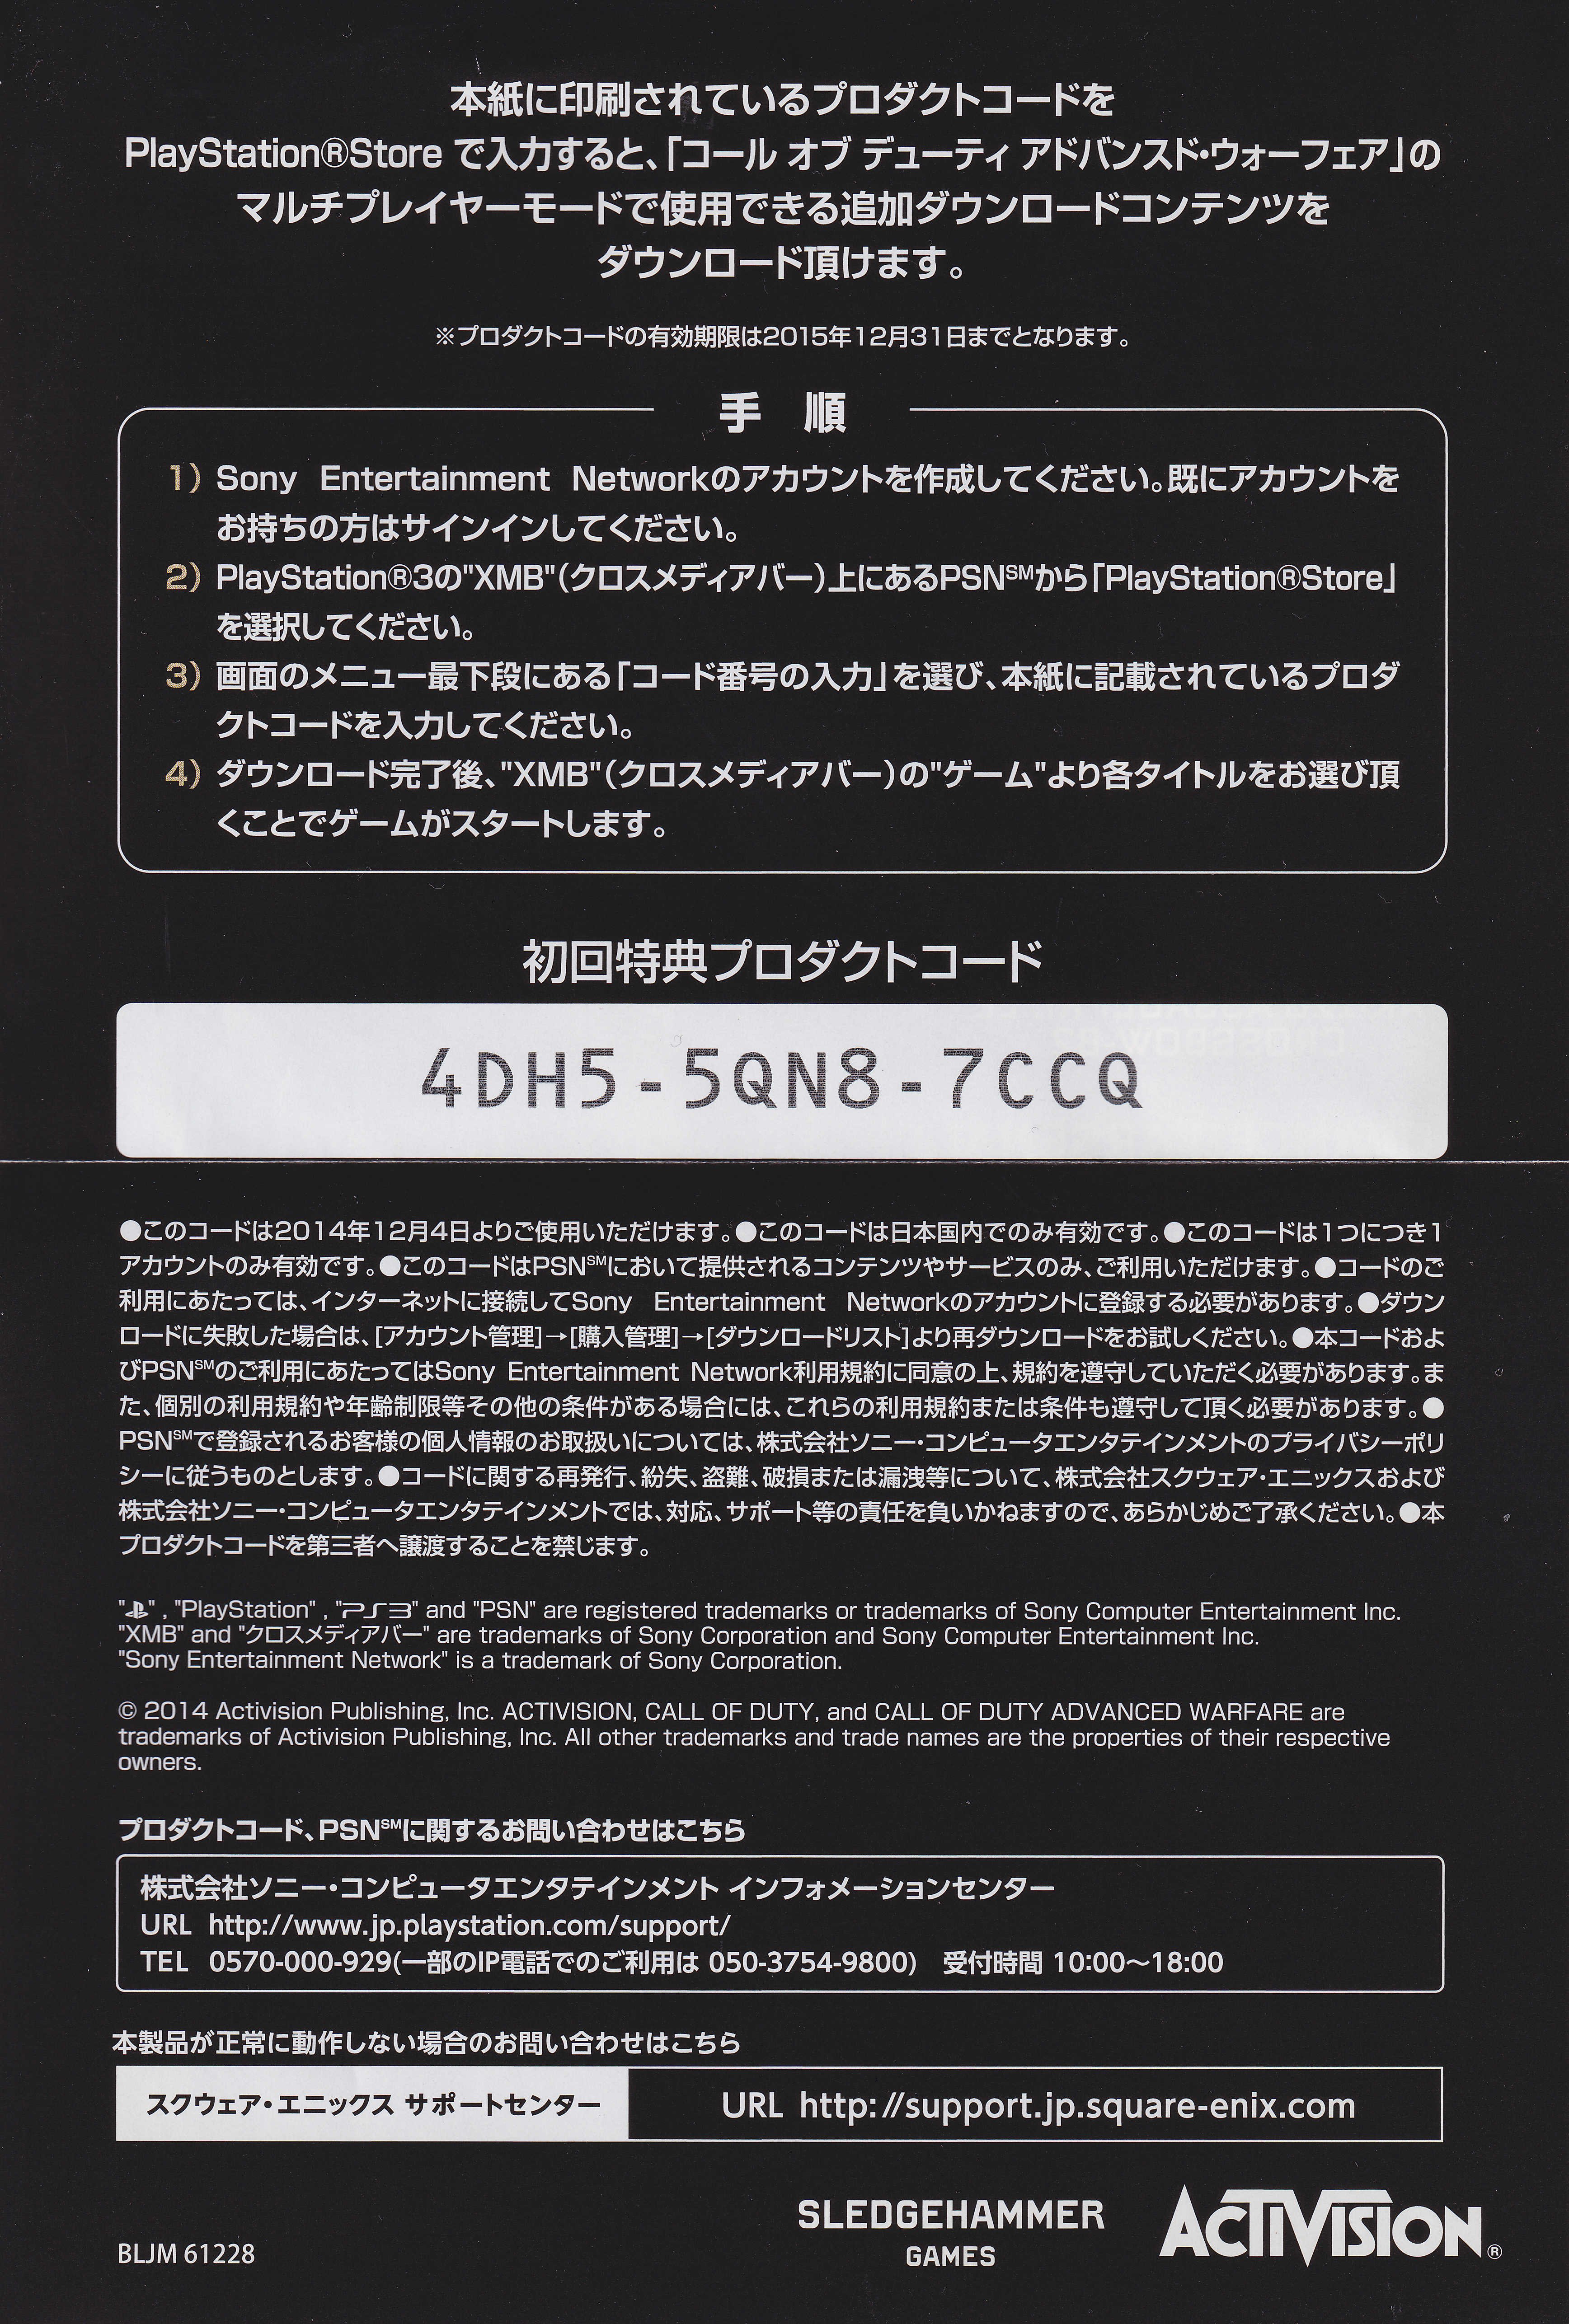 本紙に印刷されているプロダクトコードを
PlayStation®Store で入力すると、「コール オブ デューティ アドバンスド・ウォーフェア」の
マルチプレイヤーモードで使用できる追加ダウンロードコンテンツを
ダウンロード頂けます。
※プロダクトコードの有効期限は2015年12月31日までとなります。
手 順
1) Sony Entertainment Networkのアカウントを作成してください。既にアカウントを
お持ちの方はサインインしてください。
2) PlayStation®3の"XMB"(クロスメディアバー)上にあるPSN℠から「PlayStation®Store」
を選択してください。
3) 画面のメニュー最下段にある「コード番号の入力」を選び、本紙に記載されているプロダ
クトコードを入力してください。
4) ダウンロード完了後、"XMB"(クロスメディアバー)の"ゲーム"より各タイトルをお選び頂
くことでゲームがスタートします。
初回特典プロダクトコード
4DH5-5QN8-7CCQ
●このコードは2014年12月4日よりご使用いただけます。●このコードは日本国内でのみ有効です。●このコードは1つにつき1
アカウントのみ有効です。●このコードはPSN℠において提供されるコンテンツやサービスのみ、ご利用いただけます。●コードのご
利用にあたっては、インターネットに接続してSony Entertainment Networkのアカウントに登録する必要があります。●ダウン
ロードに失敗した場合は、[アカウント管理]→[購入管理]→[ダウンロードリスト]より再ダウンロードをお試しください。●本コードおよ
びPSN℠のご利用にあたってはSony Entertainment Network利用規約に同意の上、規約を遵守していただく必要があります。ま
た、個別の利用規約や年齢制限等その他の条件がある場合には、これらの利用規約または条件も遵守して頂く必要があります。●
PSN℠で登録されるお客様の個人情報のお取扱いについては、株式会社ソニー・コンピュータエンタテインメントのプライバシーポリ
シーに従うものとします。●コードに関する再発行、紛失、盗難、破損または漏洩等について、株式会社スクウェア・エニックスおよび
株式会社ソニー・コンピュータエンタテインメントでは、対応、サポート等の責任を負いかねますので、あらかじめご了承ください。●本
プロダクトコードを第三者へ譲渡することを禁じます。
"", "PlayStation", "PS3" and "PSN" are registered trademarks or trademarks of Sony Computer Entertainment Inc.
"XMB" and "クロスメディアバー" are trademarks of Sony Corporation and Sony Computer Entertainment Inc.
"Sony Entertainment Network" is a trademark of Sony Corporation.
© 2014 Activision Publishing, Inc. ACTIVISION, CALL OF DUTY, and CALL OF DUTY ADVANCED WARFARE are
trademarks of Activision Publishing, Inc. All other trademarks and trade names are the properties of their respective
owners.
プロダクトコード、PSN℠に関するお問い合わせはこちら
株式会社ソニー・コンピュータエンタテインメント インフォメーションセンター
URL http://www.jp.playstation.com/support/
TEL 0570-000-929(一部のIP電話でのご利用は 050-3754-9800) 受付時間 10:00〜18:00
本製品が正常に動作しない場合のお問い合わせはこちら
スクウェア・エニックス サポートセンター URL http://support.jp.square-enix.com
SLEDGEHAMMER
GAMES
ACTIVISION®
BLJM 61228